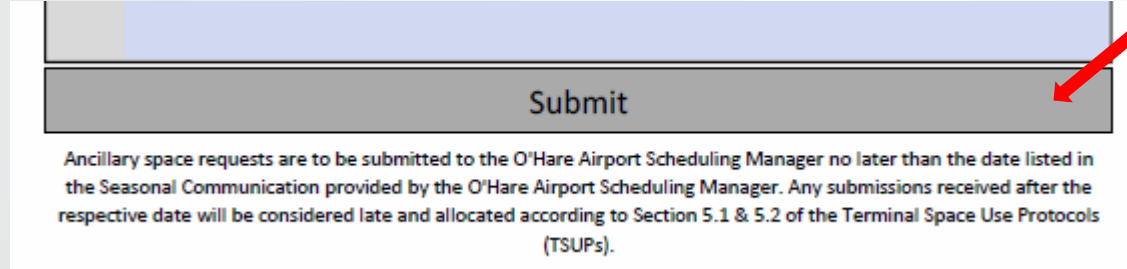 Submit
Ancillary space requests are to be submitted to the O'Hare Airport Scheduling Manager no later than the date listed in
the Seasonal Communication provided by the O'Hare Airport Scheduling Manager. Any submissions received after the
respective date will be considered late and allocated according to Section 5.1 & 5.2 of the Terminal Space Use Protocols
(TSUPs).